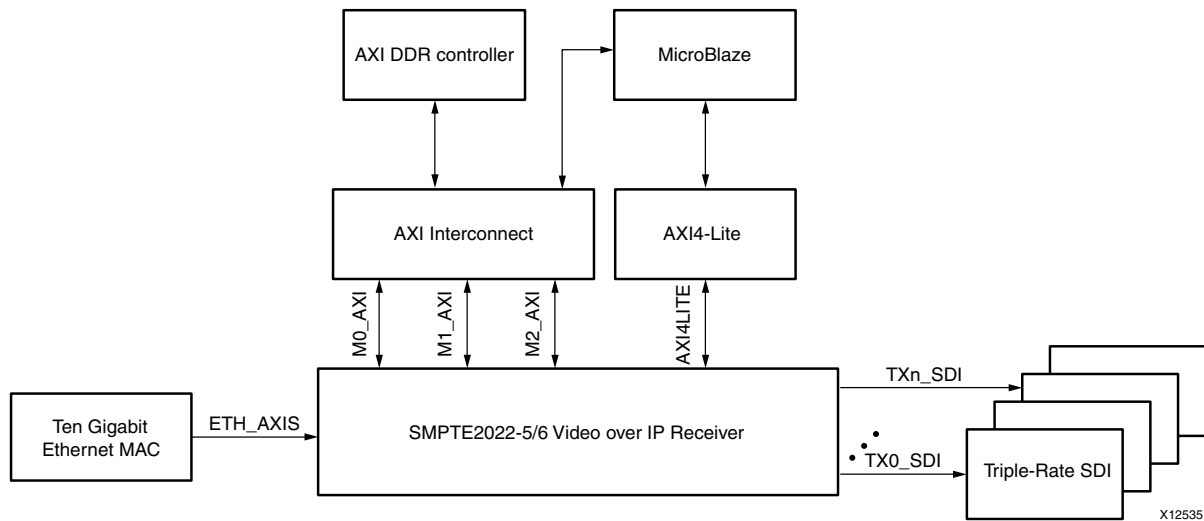 AXI DDR controller
MicroBlaze
AXI Interconnect
AXI4-Lite
M0_AXI
M1_AXI
M2_AXI
AXI4LITE
TXn_SDI
Ten Gigabit
Ethernet MAC
ETH_AXIS
SMPTE2022-5/6 Video over IP Receiver
TX0_SDI
Triple-Rate SDI
X12535